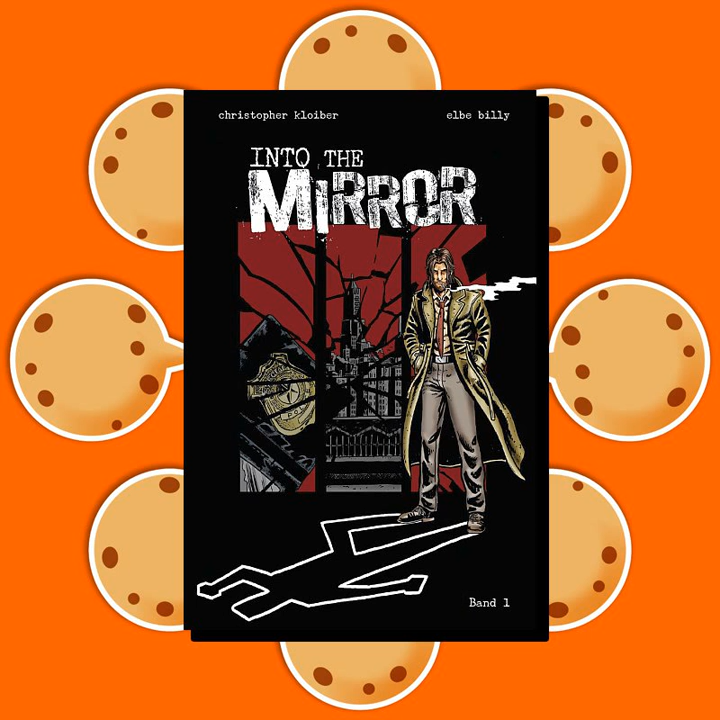 christopher kloiber
elbe billy
INTO THE
MIRROR
Band 1